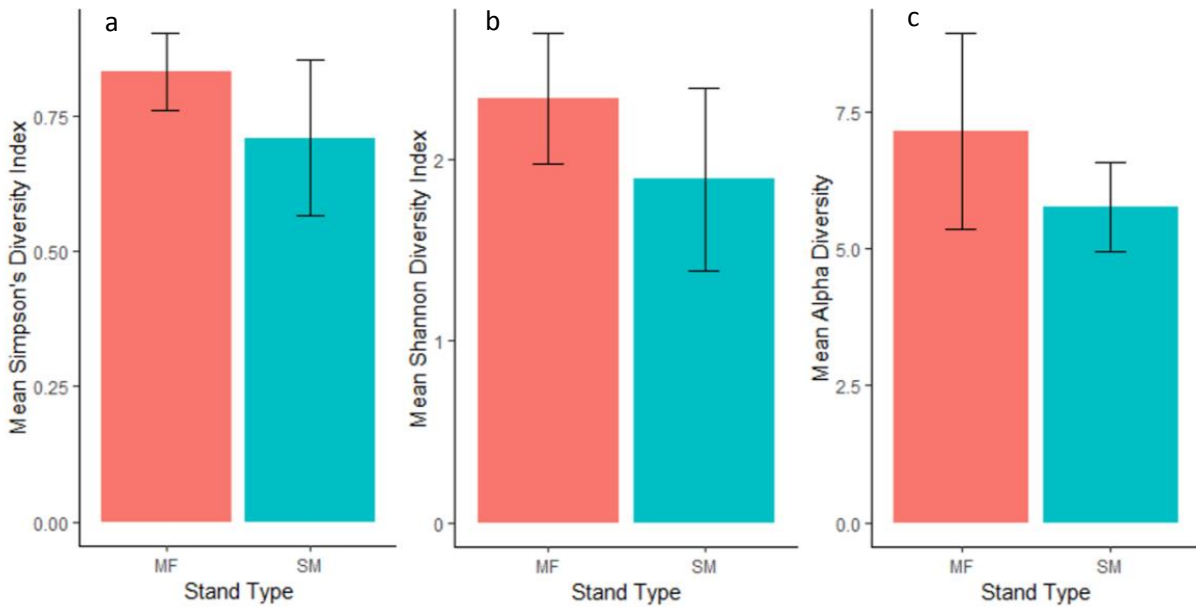 a
Mean Simpson's Diversity Index
0.75
0.50
0.25
0.00
MF SM
Stand Type
b
Mean Shannon Diversity Index
2
1
0
MF SM
Stand Type
c
Mean Alpha Diversity
7.5
5.0
2.5
0.0
MF SM
Stand Type